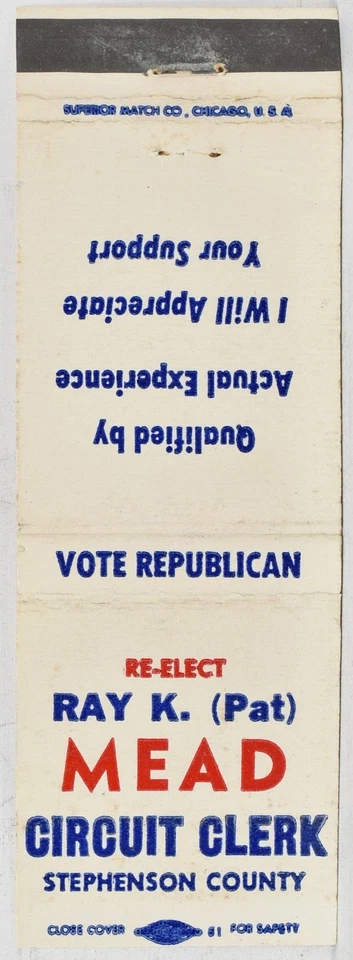 SUPERIOR MATCH CO., CHICAGO, U. S. A.
Qualified by
Actual Experience
I Will Appreciate
Your Support
VOTE REPUBLICAN
RE-ELECT
RAY K. (Pat)
MEAD
CIRCUIT CLERK
STEPHENSON COUNTY
CLOSE COVER 51 FOR SAFETY